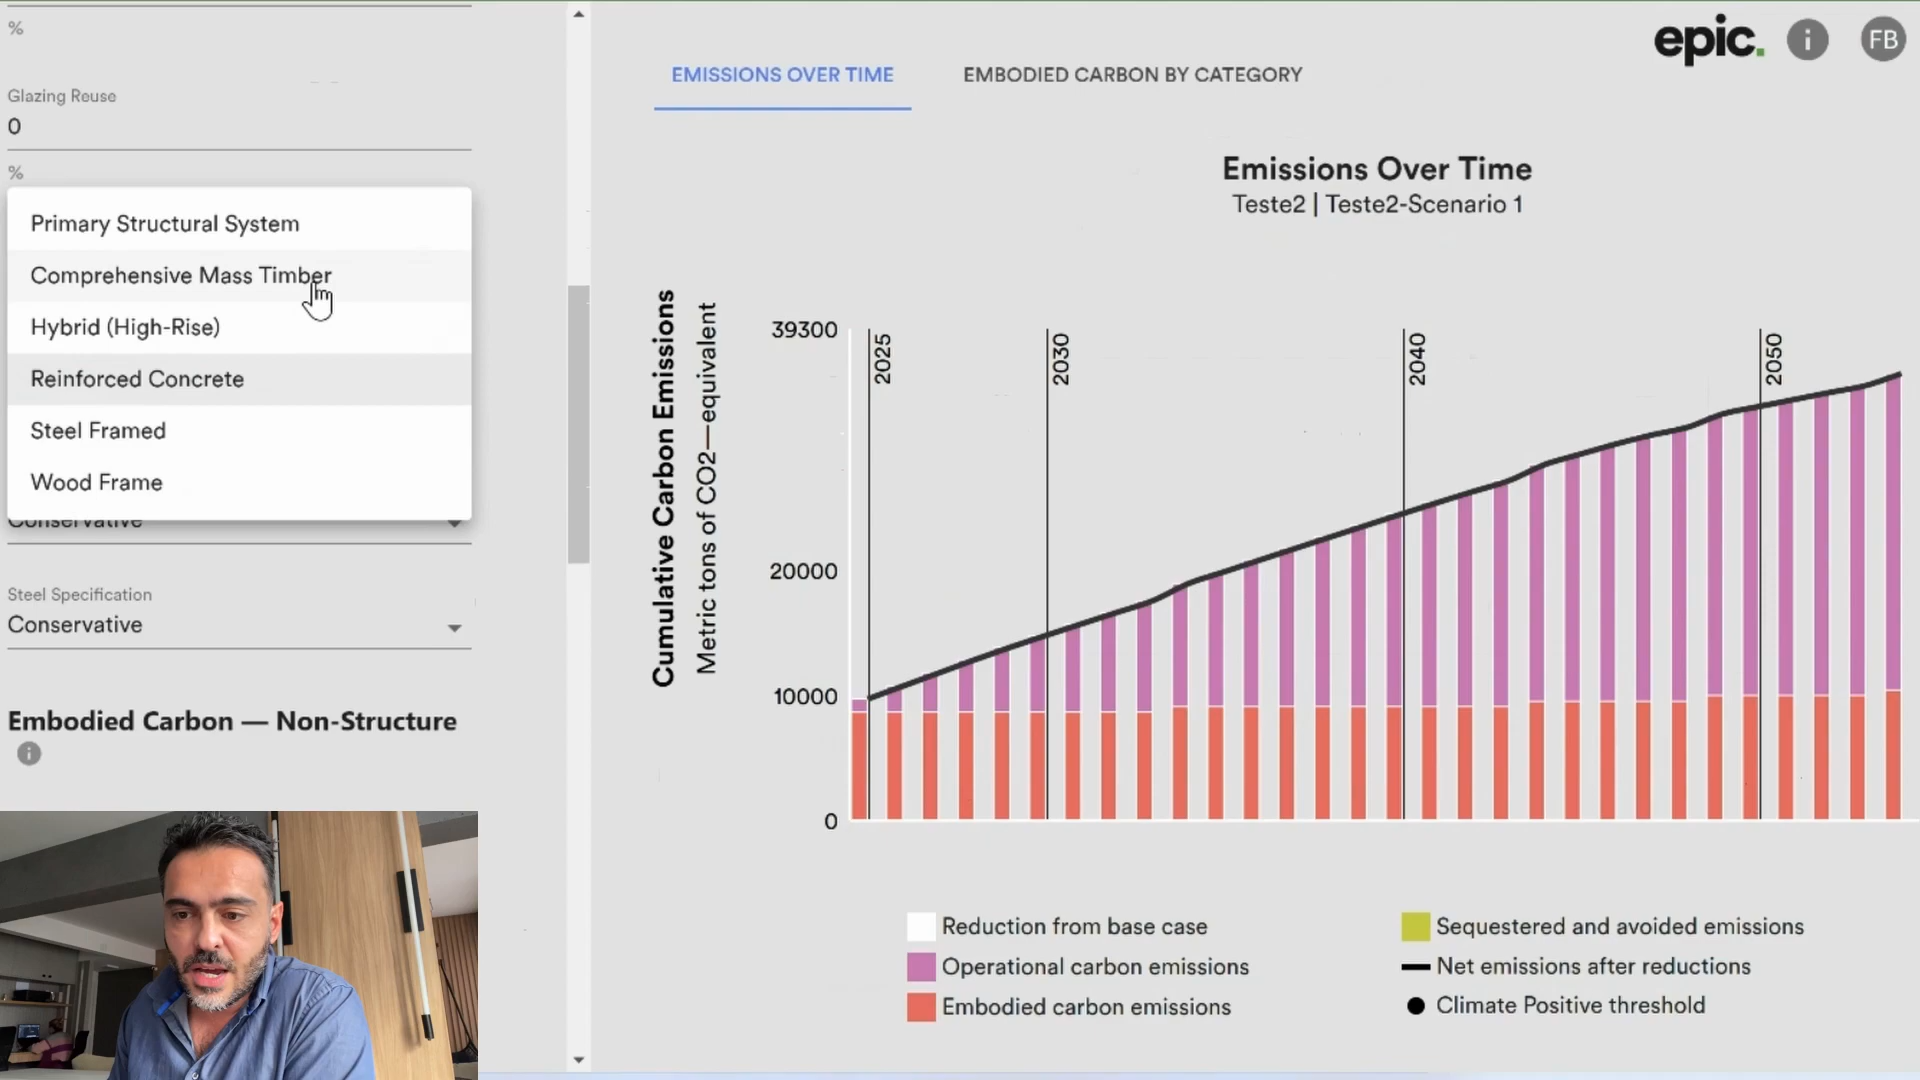 %
Glazing Reuse
0
%
Primary Structural System
Comprehensive Mass Timber
Hybrid (High-Rise)
Reinforced Concrete
Steel Framed
Wood Frame
Conservative
Steel Specification
Conservative
Embodied Carbon — Non-Structure
i
EMISSIONS OVER TIME
EMBODIED CARBON BY CATEGORY
epic.
i
FB
Emissions Over Time
Teste2 | Teste2-Scenario 1
Cumulative Carbon Emissions
Metric tons of CO2—equivalent
39300
20000
10000
0
2025
2030
2040
2050
Reduction from base case
Operational carbon emissions
Embodied carbon emissions
Sequestered and avoided emissions
Net emissions after reductions
Climate Positive threshold